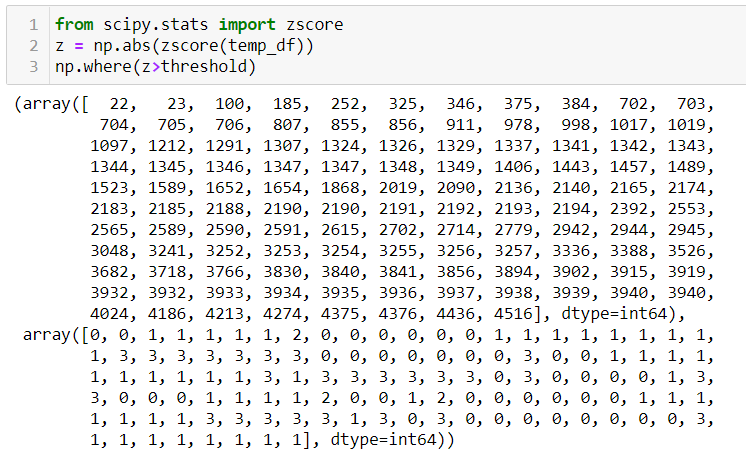 1 from scipy.stats import zscore
2 z = np.abs(zscore(temp_df))
3 np.where(z>threshold)
(array([  22,   23,  100,  185,  252,  325,  346,  375,  384,  702,  703,
         704,  705,  706,  807,  855,  856,  911,  978,  998, 1017, 1019,
        1097, 1212, 1291, 1307, 1324, 1326, 1329, 1337, 1341, 1342, 1343,
        1344, 1345, 1346, 1347, 1347, 1348, 1349, 1406, 1443, 1457, 1489,
        1523, 1589, 1652, 1654, 1868, 2019, 2090, 2136, 2140, 2165, 2174,
        2183, 2185, 2188, 2190, 2190, 2191, 2192, 2193, 2194, 2392, 2553,
        2565, 2589, 2590, 2591, 2615, 2702, 2714, 2779, 2942, 2944, 2945,
        3048, 3241, 3252, 3253, 3254, 3255, 3256, 3257, 3336, 3388, 3526,
        3682, 3718, 3766, 3830, 3840, 3841, 3856, 3894, 3902, 3915, 3919,
        3932, 3932, 3933, 3934, 3935, 3936, 3937, 3938, 3939, 3940, 3940,
        4024, 4186, 4213, 4274, 4375, 4376, 4436, 4516], dtype=int64),
 array([0, 0, 1, 1, 1, 1, 1, 2, 0, 0, 0, 0, 0, 0, 1, 1, 1, 1, 1, 1, 1, 1,
        1, 3, 3, 3, 3, 3, 3, 3, 0, 0, 0, 0, 0, 0, 0, 3, 0, 0, 1, 1, 1, 1,
        1, 1, 1, 1, 1, 1, 3, 1, 3, 3, 3, 3, 3, 3, 0, 3, 0, 0, 0, 0, 1, 3,
        3, 0, 0, 0, 1, 1, 1, 1, 2, 0, 0, 1, 2, 0, 0, 0, 0, 0, 0, 1, 1, 1,
        1, 1, 1, 1, 1, 3, 3, 3, 3, 3, 1, 3, 0, 3, 0, 0, 0, 0, 0, 0, 0, 0, 3,
        1, 1, 1, 1, 1, 1, 1, 1, 1], dtype=int64))